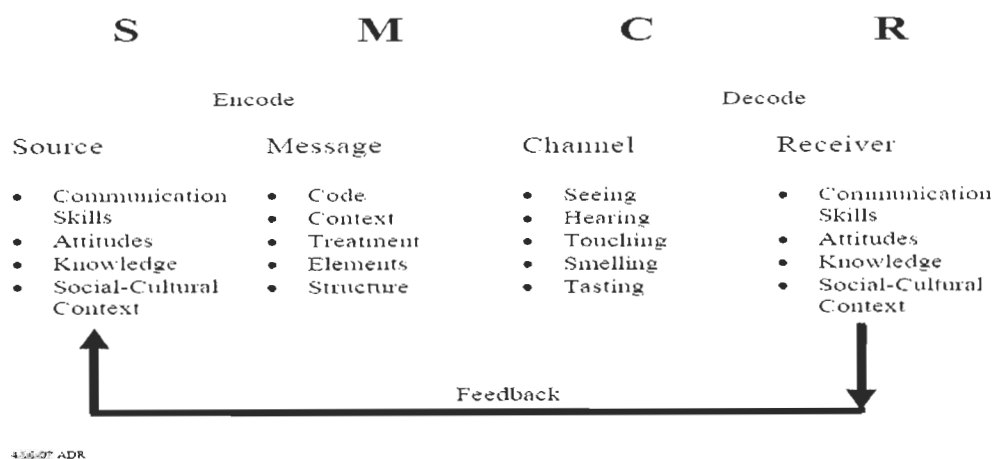 S M C R
Encode Decode
Source Message Channel Receiver
• Communication
Skills
• Attitudes
• Knowledge
• Social-Cultural
Context
• Code
• Context
• Treatment
• Elements
• Structure
• Seeing
• Hearing
• Touching
• Smelling
• Tasting
• Communication
Skills
• Attitudes
• Knowledge
• Social-Cultural
Context
Feedback
ADR